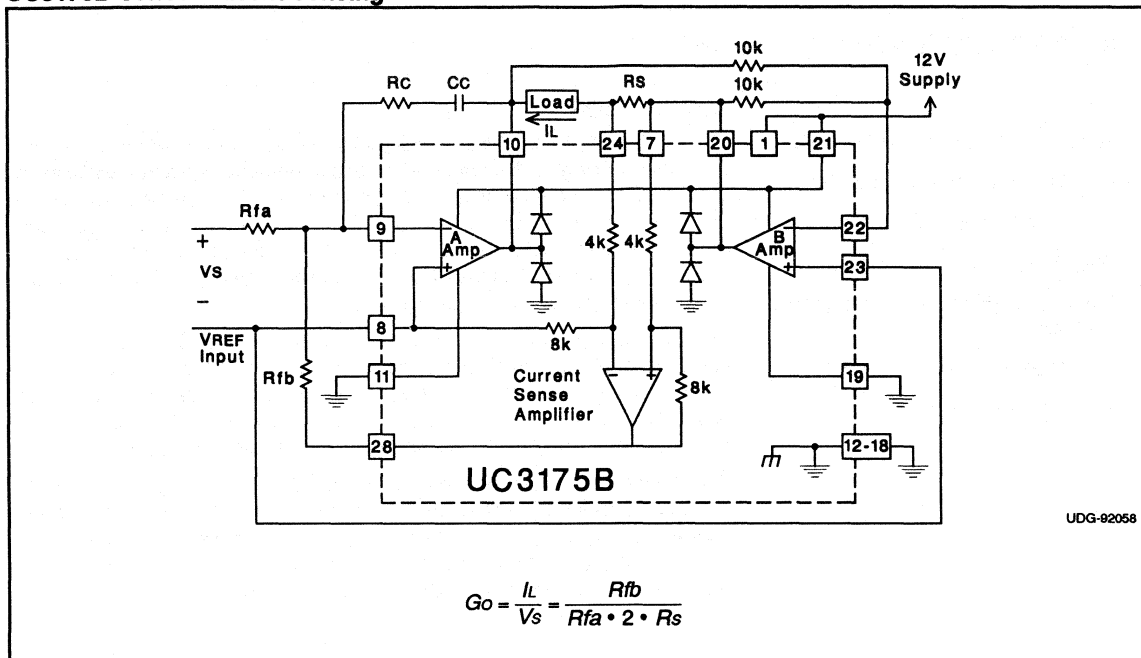 10k
12V
Supply
Rc
Cc
Rs
10k
Load
IL
10
24
7
20
1
21
Rfa
9
A
Amp
4k
4k
B
Amp
22
+
Vs
−
23
8
8k
VREF
Input
Rfb
11
Current
Sense
Amplifier
8k
19
28
12-18
UC3175B
UDG-92058
Go = IL / Vs = Rfb / Rfa • 2 • Rs